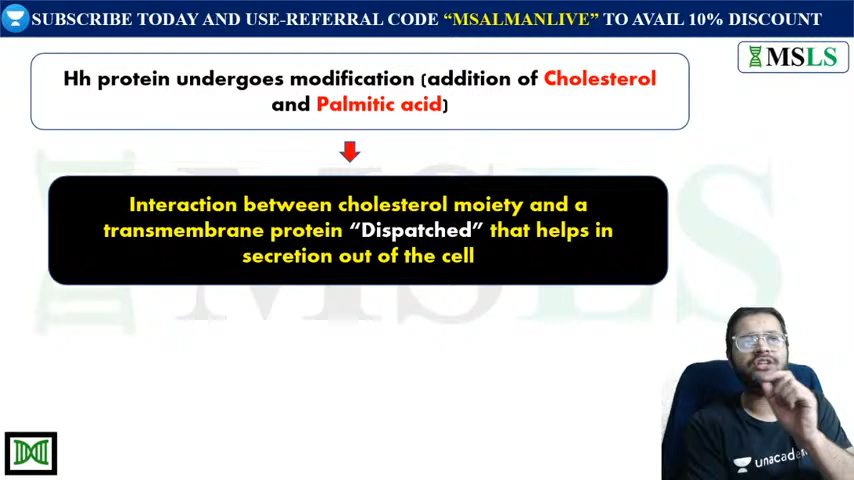 SUBSCRIBE TODAY AND USE-REFERRAL CODE “MSALMANLIVE” TO AVAIL 10% DISCOUNT
MSLS
Hh protein undergoes modification (addition of Cholesterol
and Palmitic acid)
Interaction between cholesterol moiety and a
transmembrane protein “Dispatched” that helps in
secretion out of the cell
MSLS
unacademy